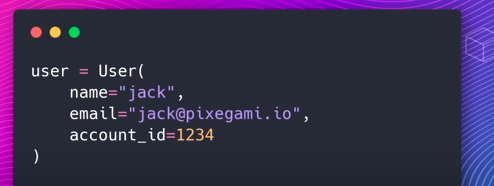 user = User(
    name="jack",
    email="jack@pixegami.io",
    account_id=1234
)